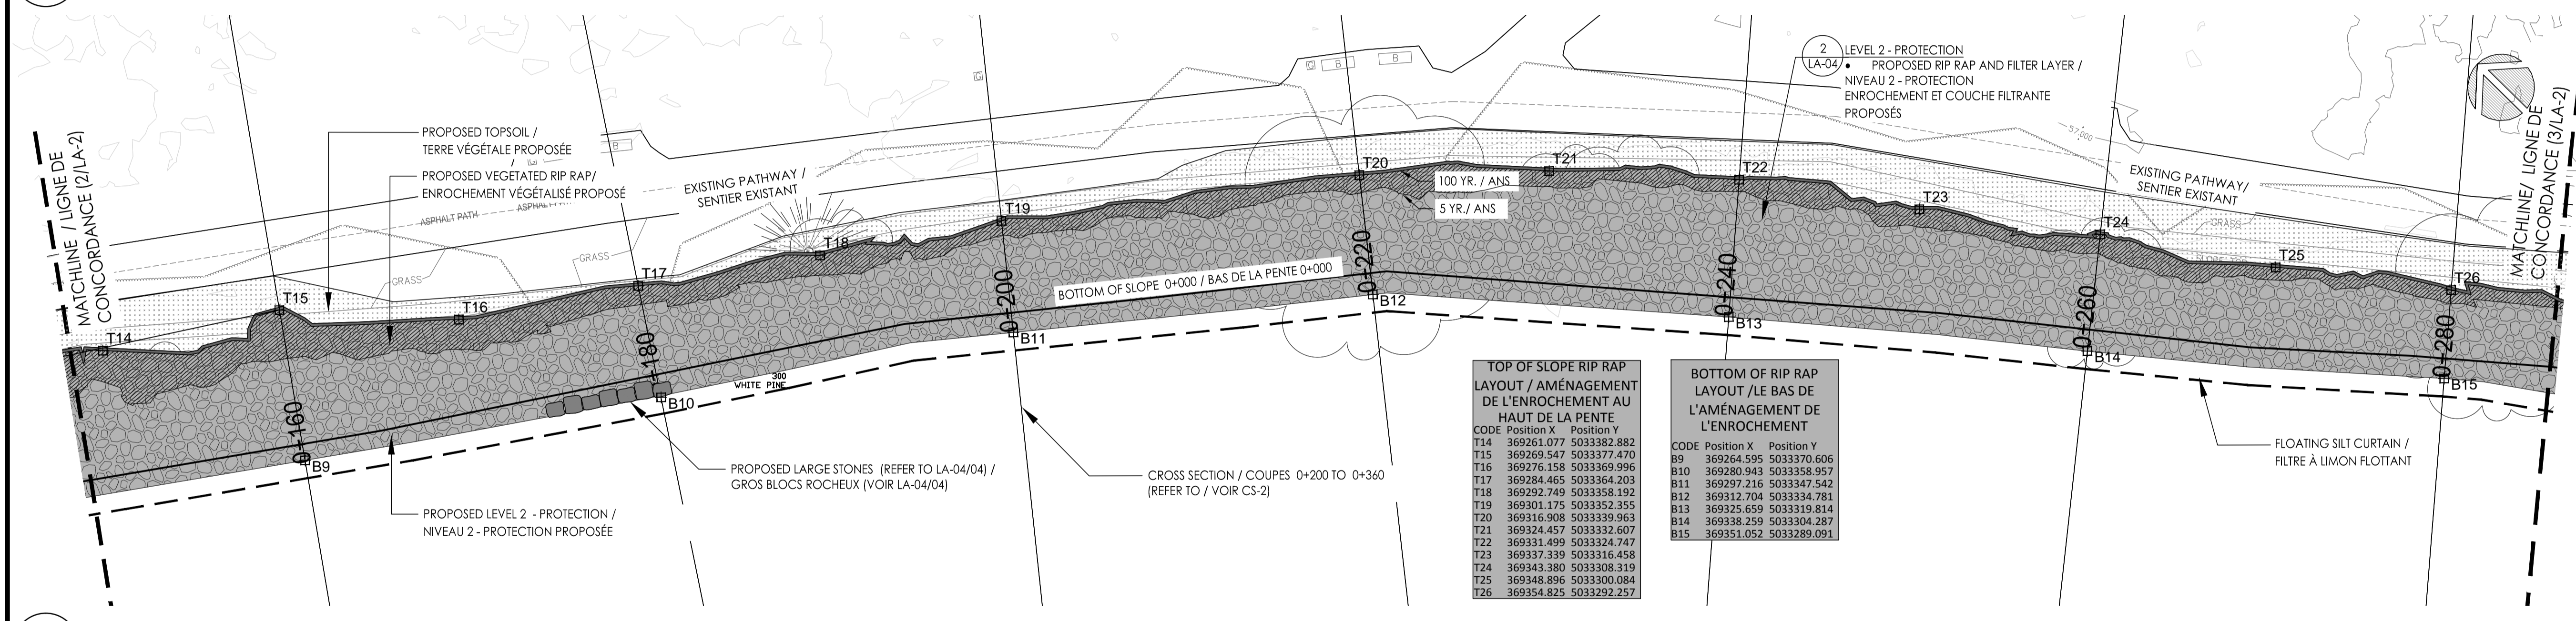 MATCHLINE / LIGNE DE
CONCORDANCE (2/LA-2)
PROPOSED TOPSOIL /
TERRE VÉGÉTALE PROPOSÉE
PROPOSED VEGETATED RIP RAP/
ENROCHEMENT VÉGÉTALISÉ PROPOSÉ
ASPHALT PATH
GRASS
GRASS
B
EXISTING PATHWAY /
SENTIER EXISTANT
G
G
B
B
2
LA-04
LEVEL 2 - PROTECTION
• PROPOSED RIP RAP AND FILTER LAYER /
NIVEAU 2 - PROTECTION
ENROCHEMENT ET COUCHE FILTRANTE
PROPOSÉS
57.000
EXISTING PATHWAY/
SENTIER EXISTANT
GRASS
MATCHLINE/ LIGNE DE
CONCORDANCE (3/LA-2)
T14
T15
T16
T17
T18
T19
T20
T21
T22
T23
T24
T25
T26
100 YR. / ANS
5 YR./ ANS
BOTTOM OF SLOPE 0+000 / BAS DE LA PENTE 0+000
0-160
0-180
0-200
0-220
0-240
0-260
0-280
B9
B10
B11
B12
B13
B14
B15
300
WHITE PINE
PROPOSED LARGE STONES (REFER TO LA-04/04) /
GROS BLOCS ROCHEUX (VOIR LA-04/04)
PROPOSED LEVEL 2 - PROTECTION /
NIVEAU 2 - PROTECTION PROPOSÉE
CROSS SECTION / COUPES 0+200 TO 0+360
(REFER TO / VOIR CS-2)
FLOATING SILT CURTAIN /
FILTRE À LIMON FLOTTANT
TOP OF SLOPE RIP RAP
LAYOUT / AMÉNAGEMENT
DE L'ENROCHEMENT AU
HAUT DE LA PENTE
CODE Position X Position Y
T14 369261.077 5033382.882
T15 369269.547 5033377.470
T16 369276.158 5033369.996
T17 369284.465 5033364.203
T18 369292.749 5033358.192
T19 369301.175 5033352.355
T20 369316.908 5033339.963
T21 369324.457 5033332.607
T22 369331.499 5033324.747
T23 369337.339 5033316.458
T24 369343.380 5033308.319
T25 369348.896 5033300.084
T26 369354.825 5033292.257
BOTTOM OF RIP RAP
LAYOUT /LE BAS DE
L'AMÉNAGEMENT DE
L'ENROCHEMENT
CODE Position X Position Y
B9 369264.595 5033370.606
B10 369280.943 5033358.957
B11 369297.216 5033347.542
B12 369312.704 5033334.781
B13 369325.659 5033319.814
B14 369338.259 5033304.287
B15 369351.052 5033289.091